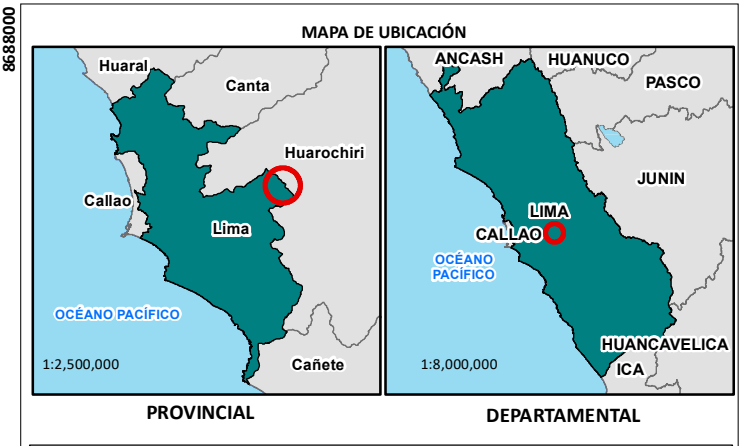 8688000
MAPA DE UBICACIÓN
Huaral
Canta
Huarochiri
Callao
Lima
OCÉANO PACÍFICO
Cañete
1:2,500,000
PROVINCIAL
ANCASH
HUANUCO
PASCO
JUNIN
LIMA
CALLAO
OCÉANO
PACÍFICO
HUANCAVELICA
ICA
1:8,000,000
DEPARTAMENTAL